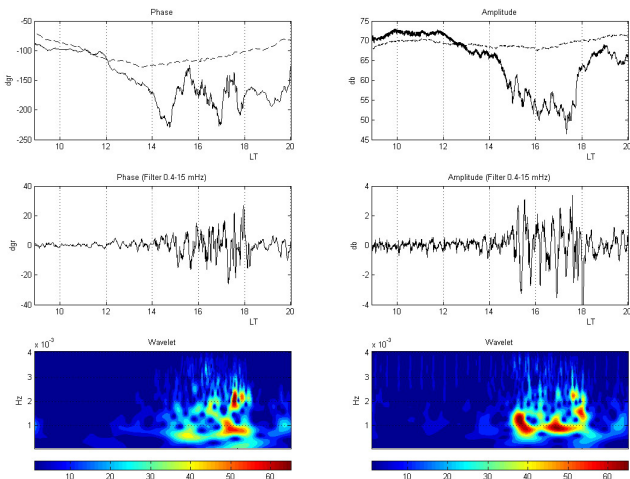 Phase
-50
-100
-150
-200
-250
dgr
10 12 14 16 18 20
LT
Amplitude
75
70
65
60
55
50
45
db
10 12 14 16 18 20
LT
Phase (Filter 0.4-15 mHz)
40
20
0
-20
-40
dgr
10 12 14 16 18 20
LT
Amplitude (Filter 0.4-15 mHz)
4
2
0
-2
-4
db
10 12 14 16 18 20
LT
Wavelet
x 10⁻³
4
3
2
1
Hz
10 20 30 40 50 60
Wavelet
x 10⁻³
4
3
2
1
Hz
10 20 30 40 50 60